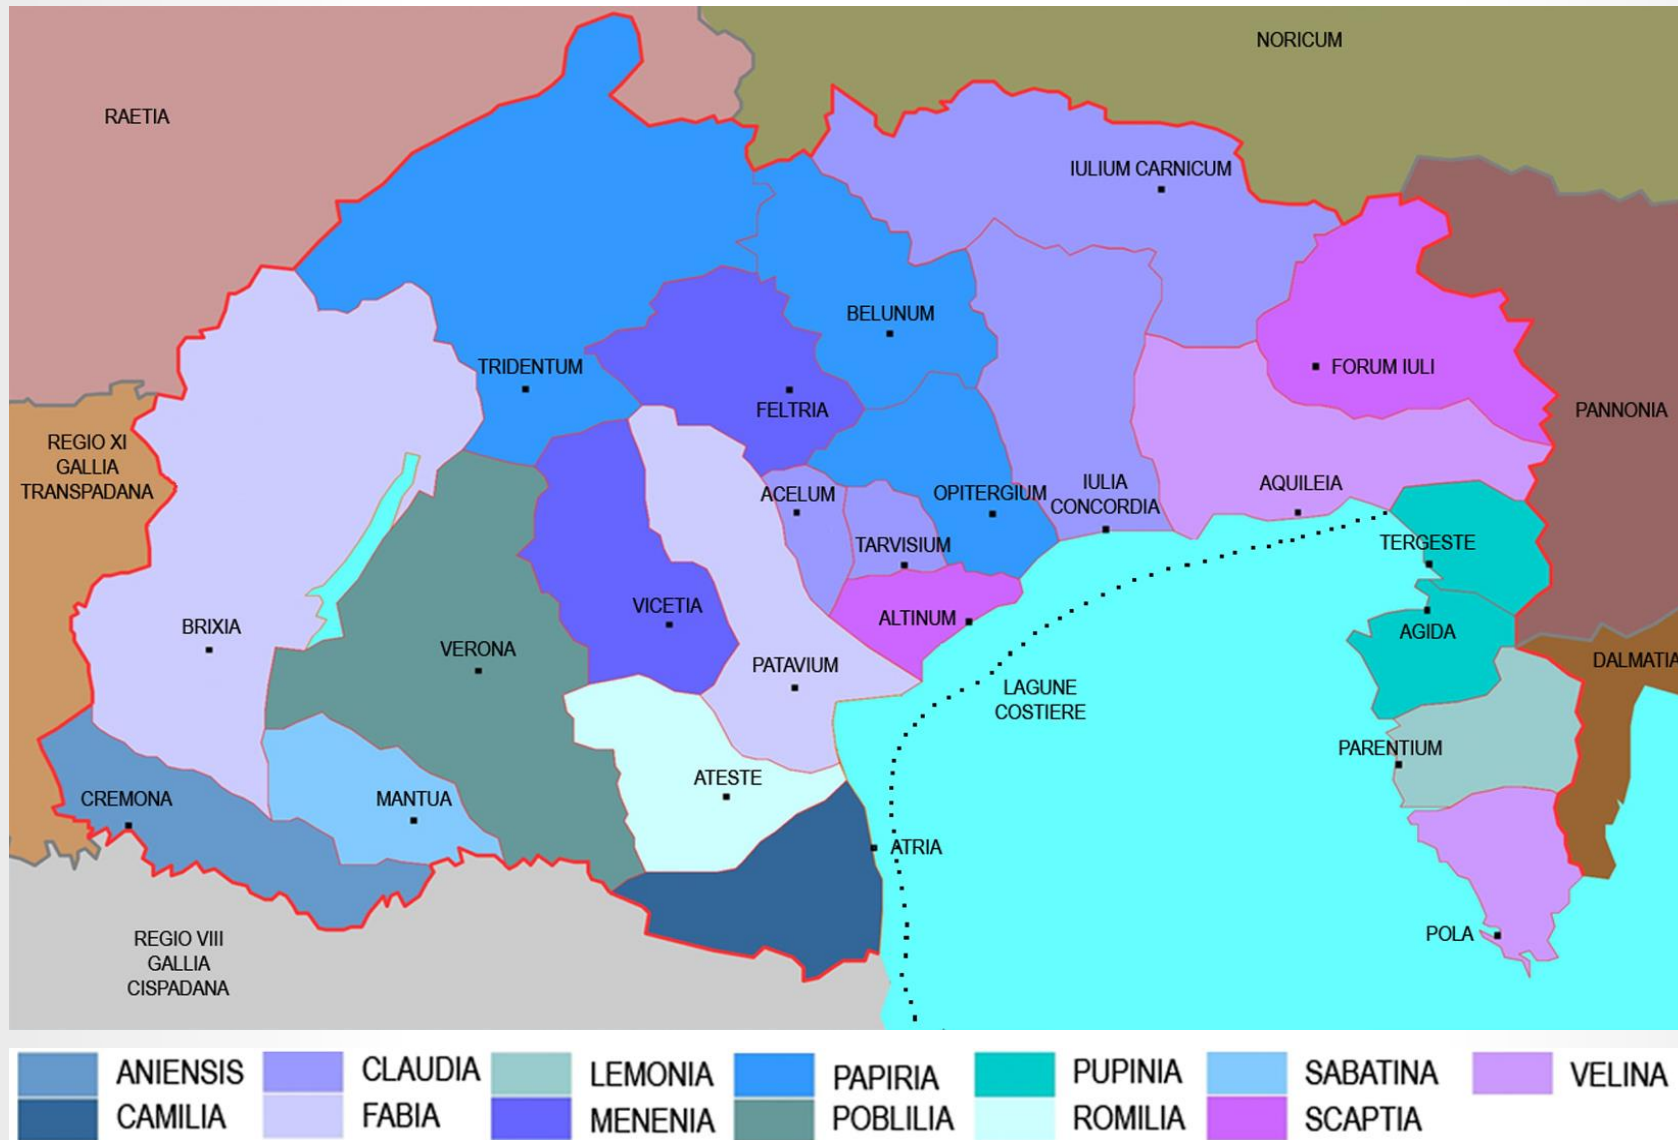 NORICUM
RAETIA
IULIUM CARNICUM
BELUNUM
TRIDENTUM
FORUM IULI
FELTRIA
PANNONIA
REGIO XI
GALLIA
TRANSPADANA
ACELUM
OPITERGIUM
IULIA
CONCORDIA
AQUILEIA
TARVISIUM
TERGESTE
VICETIA
ALTINUM
BRIXIA
AGIDA
VERONA
PATAVIUM
DALMATIA
LAGUNE
COSTIERE
PARENTIUM
ATESTE
CREMONA
MANTUA
ATRIA
POLA
REGIO VIII
GALLIA
CISPADANA
ANIENSIS
CLAUDIA
LEMONIA
PAPIRIA
PUPINIA
SABATINA
VELINA
CAMILIA
FABIA
MENENIA
POBLILIA
ROMILIA
SCAPTIA